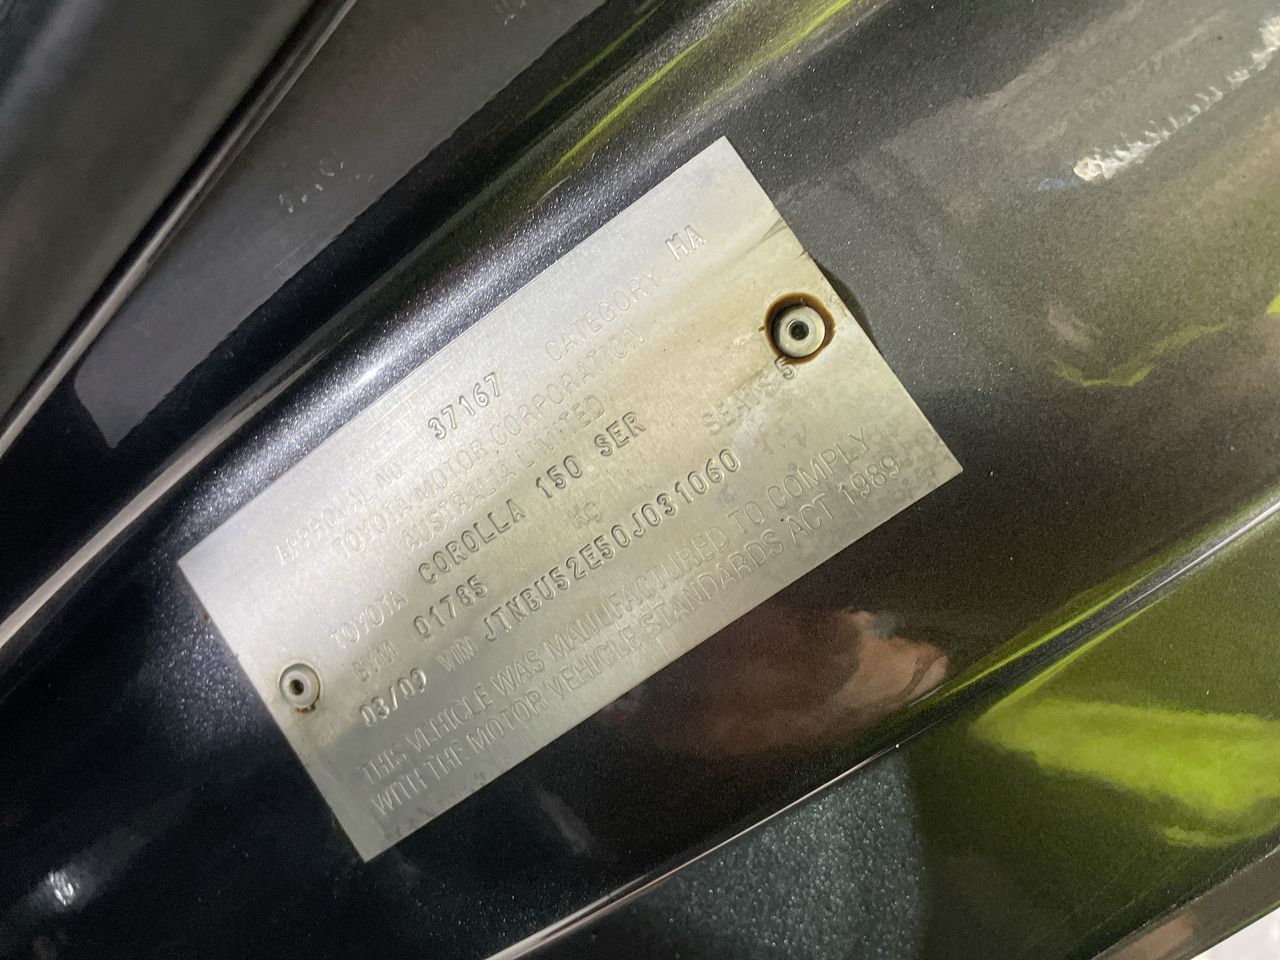 APPROVAL NO. 37167 CATEGORY MA
TOYOTA MOTOR CORPORATION
AUSTRALIA LIMITED
TOYOTA COROLLA 150 SER SEATS 5
GVM 01785 KG
03/09 VIN JTNBU52E50J031060
THIS VEHICLE WAS MANUFACTURED TO COMPLY
WITH THE MOTOR VEHICLE STANDARDS ACT 1989